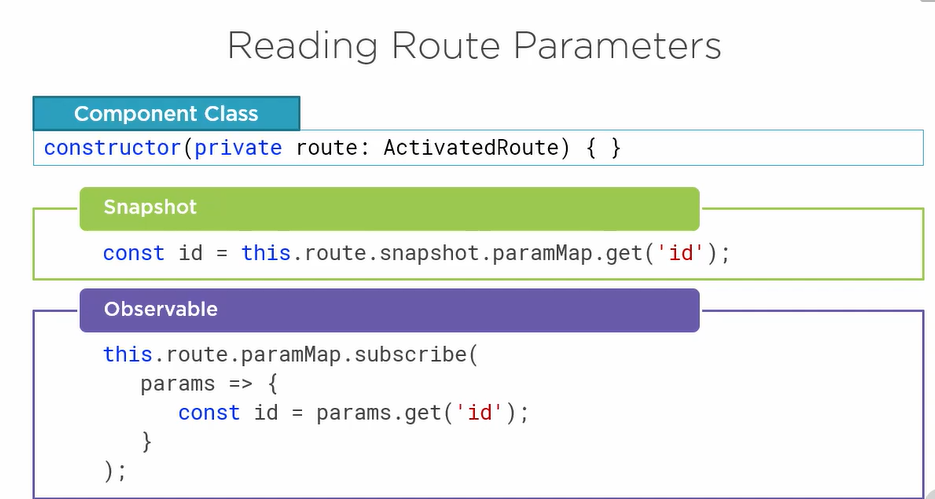 Reading Route Parameters
Component Class
constructor(private route: ActivatedRoute) { }
Snapshot
const id = this.route.snapshot.paramMap.get('id');
Observable
this.route.paramMap.subscribe(
params => {
const id = params.get('id');
}
);